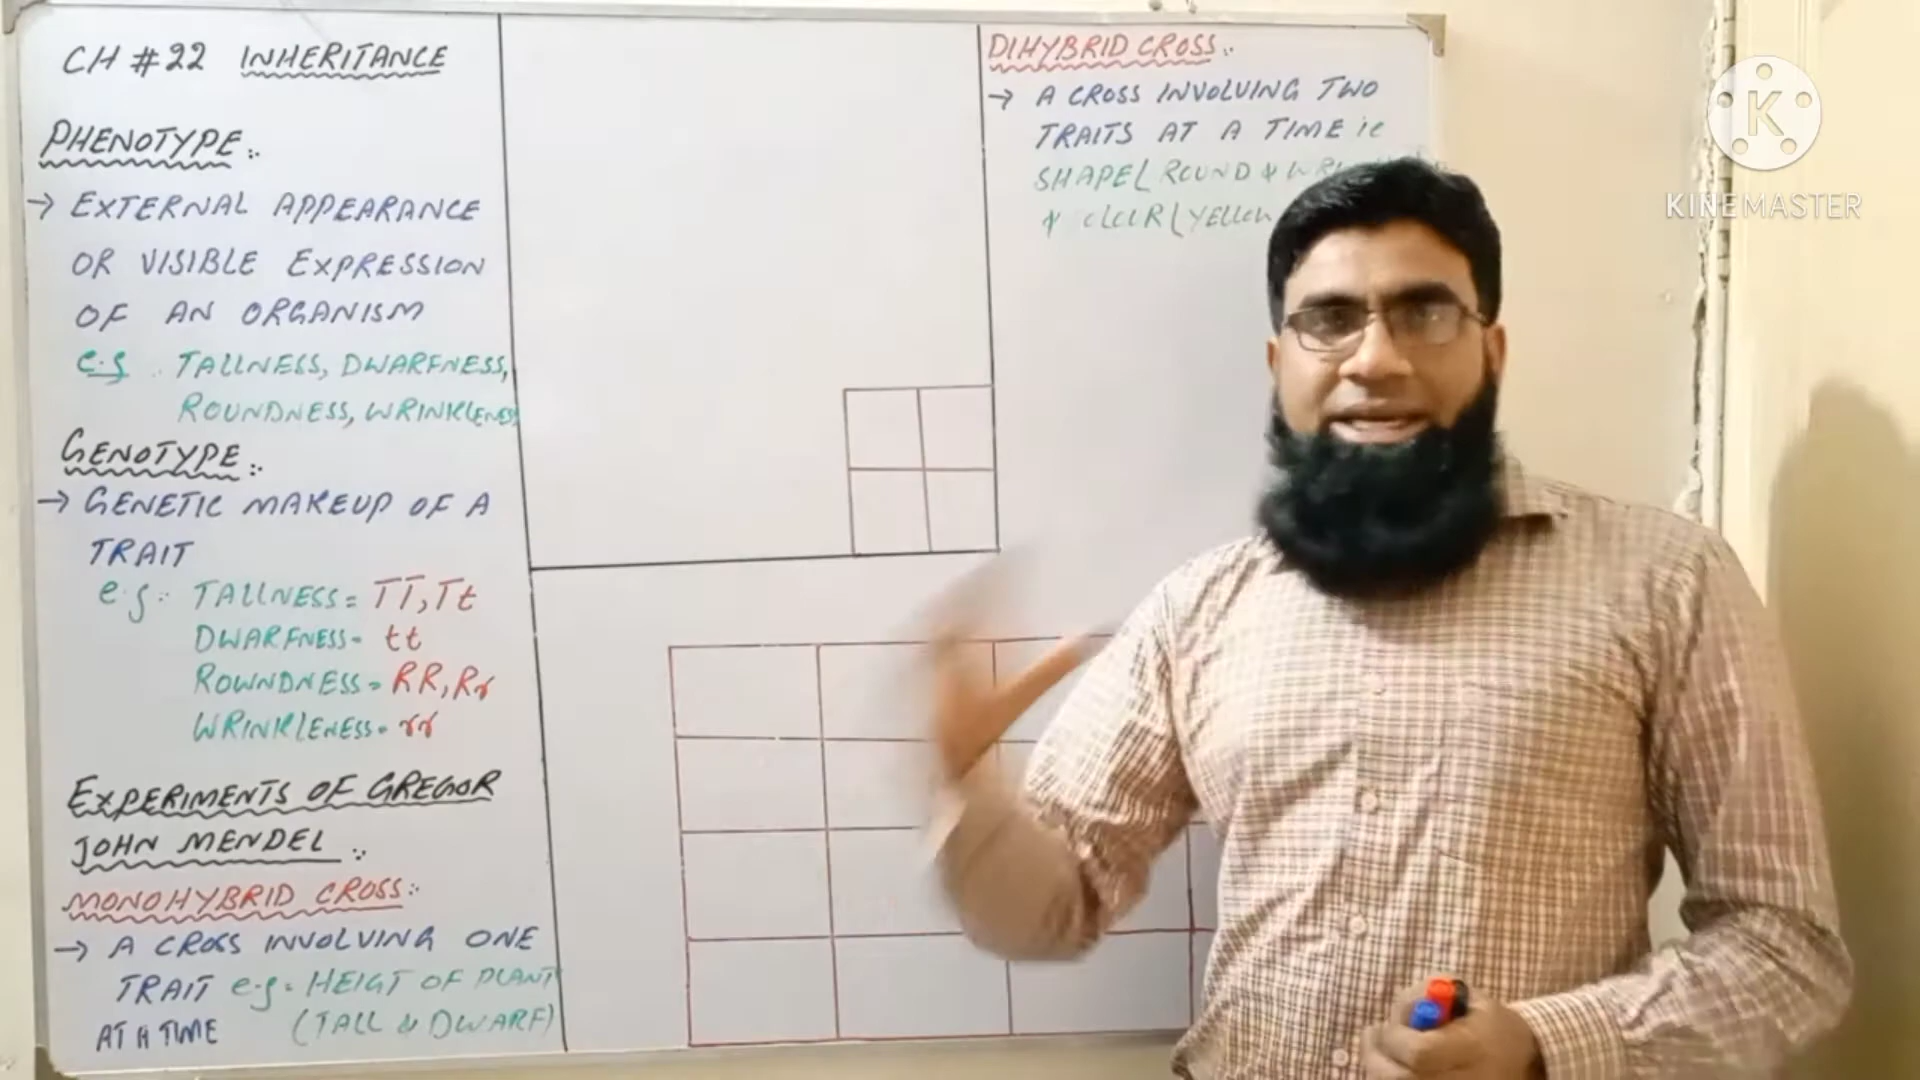 CH # 22 INHERITANCE
PHENOTYPE :.
→ EXTERNAL APPEARANCE
OR VISIBLE EXPRESSION
OF AN ORGANISM
e.g. TALLNESS, DWARFNESS,
ROUNDNESS, WRINKLENESS
GENOTYPE :.
→ GENETIC MAKEUP OF A
TRAIT
e.g:. TALLNESS = TT, Tt
DWARFNESS = tt
ROWNDNESS = RR, Rr
WRINKLENESS = rr
EXPERIMENTS OF GREGOR
JOHN MENDEL :.
MONOHYBRID CROSS :.
→ A CROSS INVOLVING ONE
TRAIT e.g = HEIGT OF PLANT
AT A TIME (TALL & DWARF)
DIHYBRID CROSS :.
→ A CROSS INVOLVING TWO
TRAITS AT A TIME ie
SHAPE ( ROUND &
& COLOR ( YELLOW
K
KINEMASTER